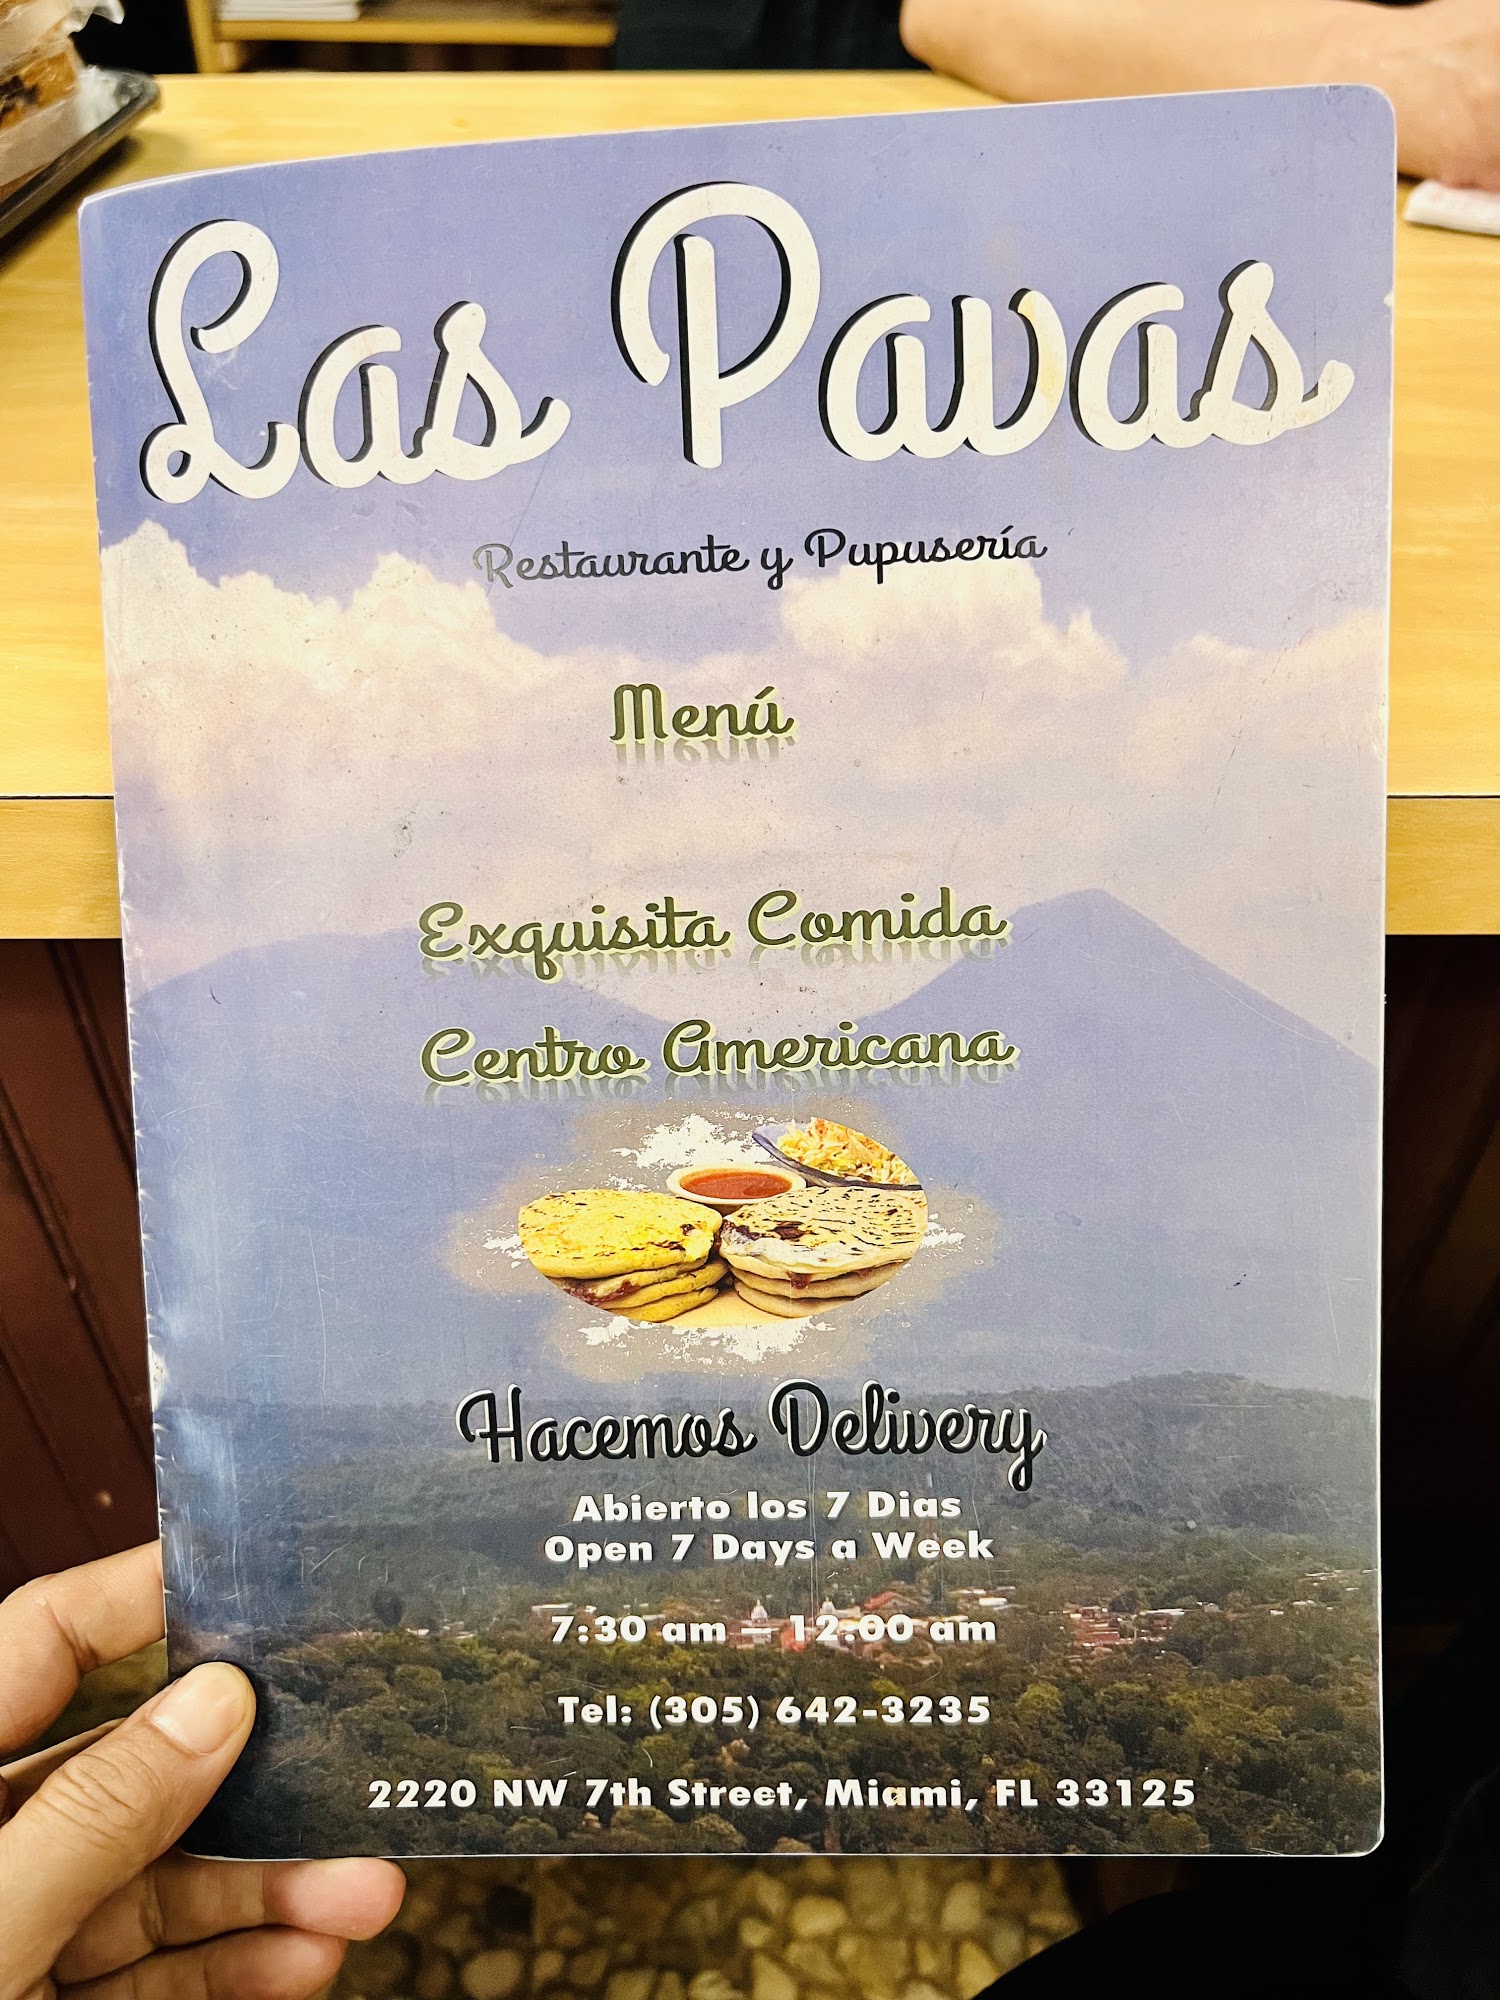 Las Pavas
Restaurante y Pupusería
Menú
Exquisita Comida
Centro Americana
Hacemos Delivery
Abierto los 7 Dias
Open 7 Days a Week
7:30 am – 12:00 am
Tel: (305) 642-3235
2220 NW 7th Street, Miami, FL 33125